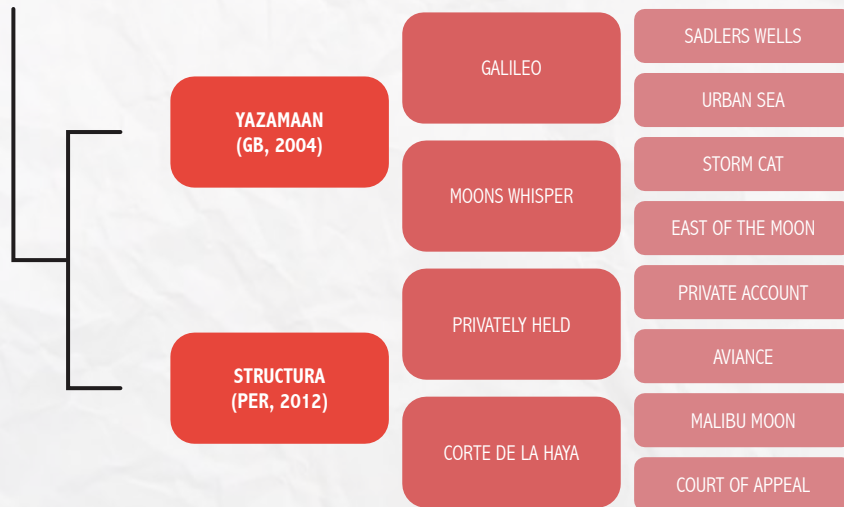 YAZAMAAN
(GB, 2004)
STRUCTURA
(PER, 2012)
GALILEO
MOONS WHISPER
PRIVATELY HELD
CORTE DE LA HAYA
SADLERS WELLS
URBAN SEA
STORM CAT
EAST OF THE MOON
PRIVATE ACCOUNT
AVIANCE
MALIBU MOON
COURT OF APPEAL